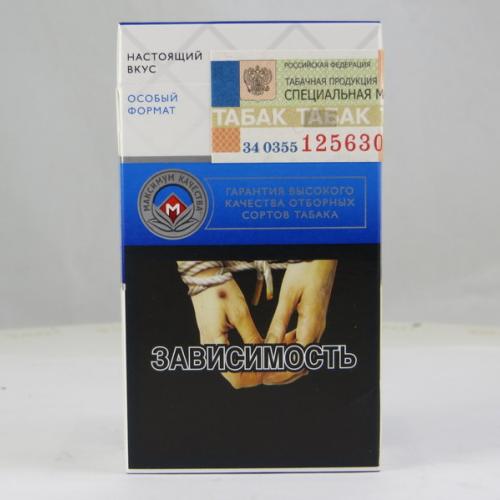 НАСТОЯЩИЙ
ВКУС
ОСОБЫЙ
ФОРМАТ
РОССИЙСКАЯ ФЕДЕРАЦИЯ
ТАБАЧНАЯ ПРОДУКЦИЯ
СПЕЦИАЛЬНАЯ М
ТАБАК ТАБАК Т
34 0355 125630
МАКСИМУМ КАЧЕСТВА
М
ГАРАНТИЯ ВЫСОКОГО
КАЧЕСТВА ОТБОРНЫХ
СОРТОВ ТАБАКА
ЗАВИСИМОСТЬ